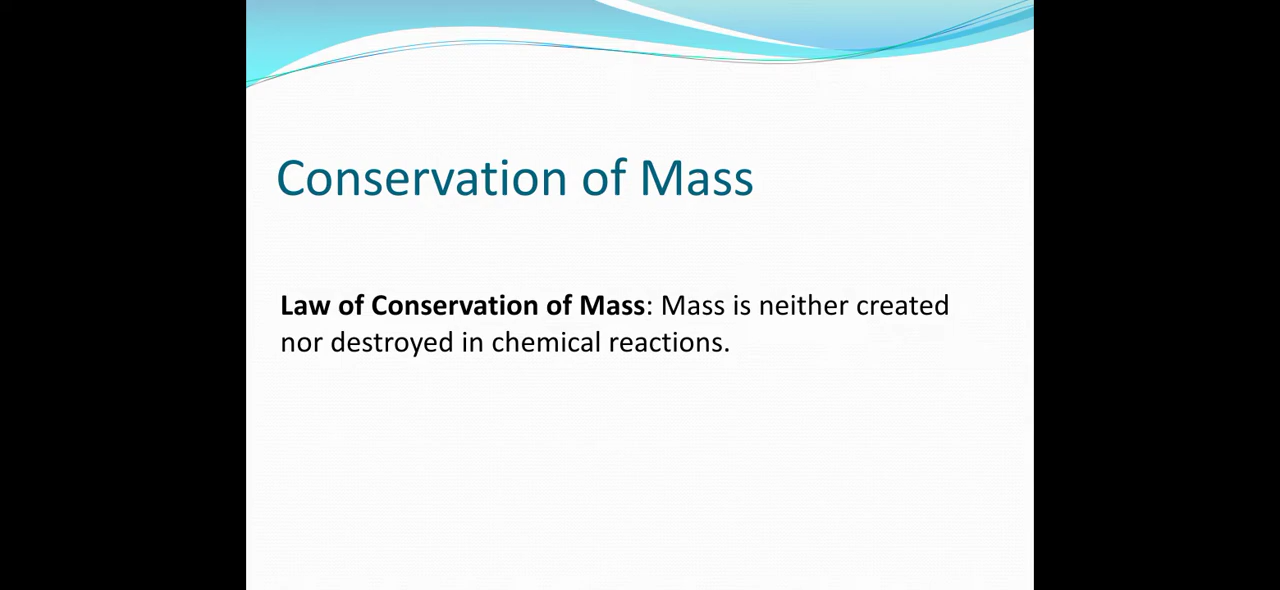 Conservation of Mass
Law of Conservation of Mass: Mass is neither created
nor destroyed in chemical reactions.